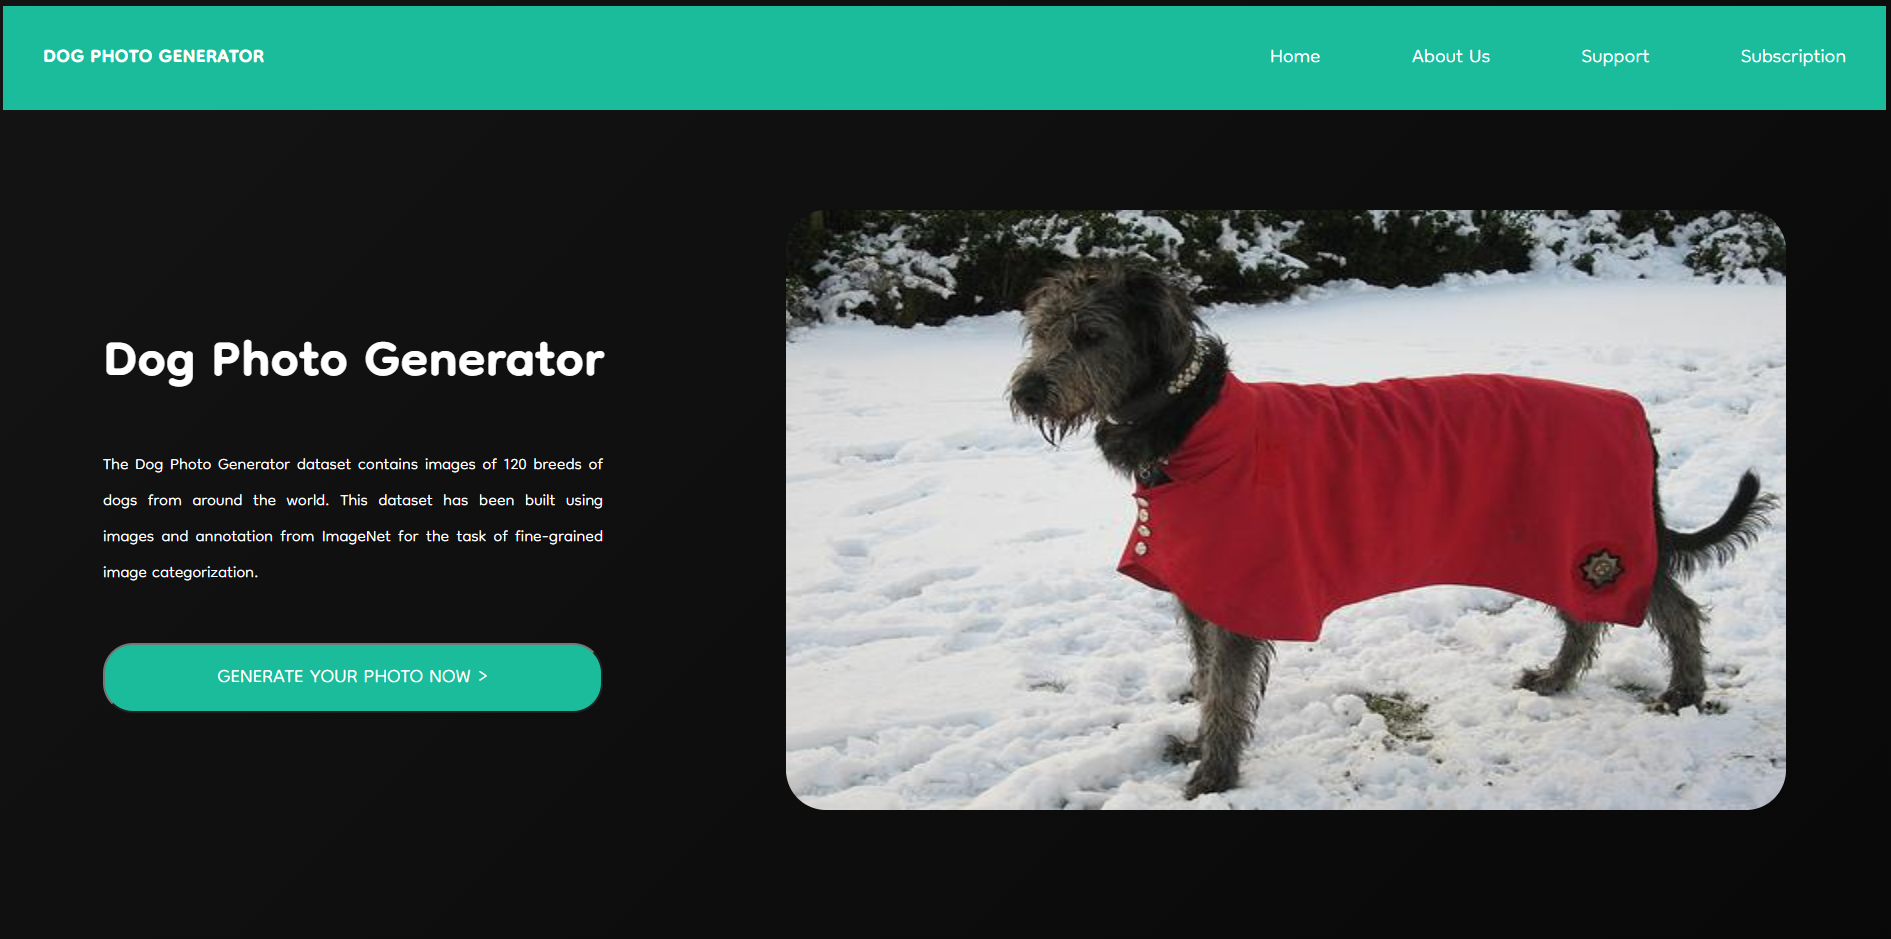 DOG PHOTO GENERATOR
Home
About Us
Support
Subscription
Dog Photo Generator
The Dog Photo Generator dataset contains images of 120 breeds of
dogs from around the world. This dataset has been built using
images and annotation from ImageNet for the task of fine-grained
image categorization.
GENERATE YOUR PHOTO NOW >